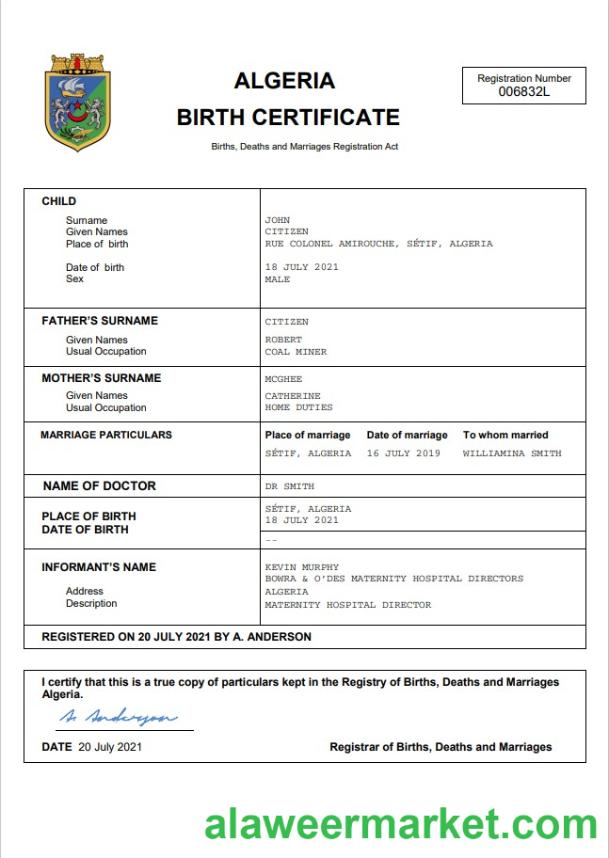 ALGERIA
BIRTH CERTIFICATE
Births, Deaths and Marriages Registration Act
Registration Number
006832L
CHILD
Surname JOHN
Given Names CITIZEN
Place of birth RUE COLONEL AMIROUCHE, SÉTIF, ALGERIA
Date of birth 18 JULY 2021
Sex MALE
FATHER'S SURNAME CITIZEN
Given Names ROBERT
Usual Occupation COAL MINER
MOTHER'S SURNAME MCGHEE
Given Names CATHERINE
Usual Occupation HOME DUTIES
MARRIAGE PARTICULARS Place of marriage Date of marriage To whom married
SÉTIF, ALGERIA 16 JULY 2019 WILLIAMINA SMITH
NAME OF DOCTOR DR SMITH
PLACE OF BIRTH SÉTIF, ALGERIA
DATE OF BIRTH 18 JULY 2021
--
INFORMANT'S NAME KEVIN MURPHY
BOWRA & O'DES MATERNITY HOSPITAL DIRECTORS
Address ALGERIA
Description MATERNITY HOSPITAL DIRECTOR
REGISTERED ON 20 JULY 2021 BY A. ANDERSON
I certify that this is a true copy of particulars kept in the Registry of Births, Deaths and Marriages
Algeria.
A. Anderson
DATE 20 July 2021 Registrar of Births, Deaths and Marriages
alaweermarket.com